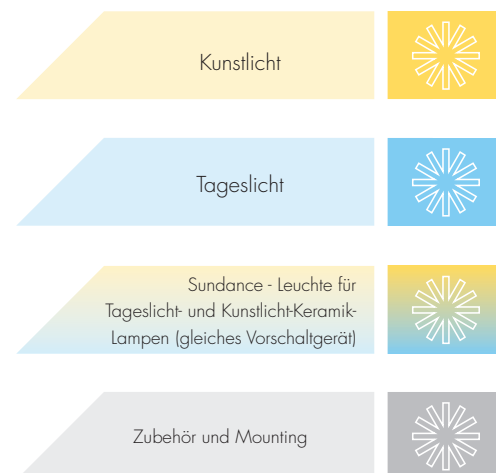 Kunstlicht
Tageslicht
Sundance - Leuchte für
Tageslicht- und Kunstlicht-Keramik-
Lampen (gleiches Vorschaltgerät)
Zubehör und Mounting